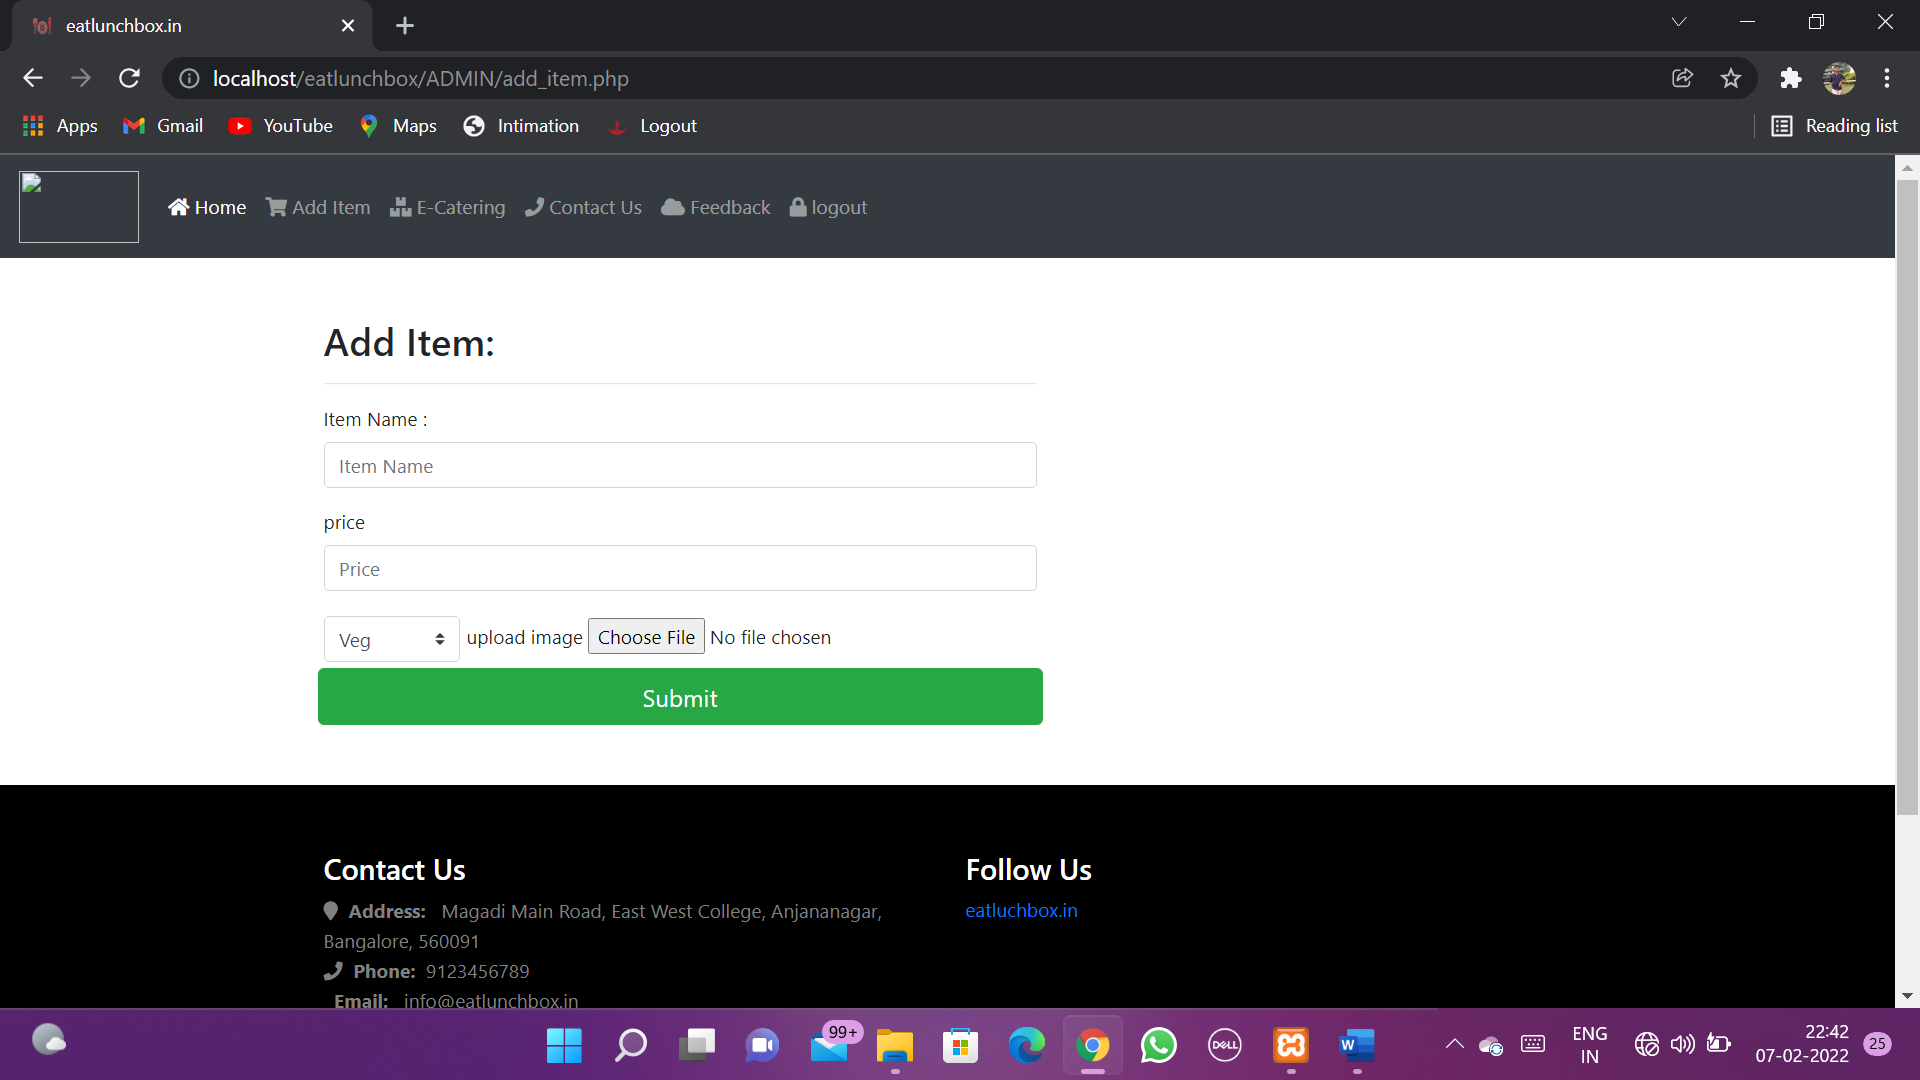 eatlunchbox.in
localhost/eatlunchbox/ADMIN/add_item.php
Apps Gmail YouTube Maps Intimation Logout Reading list
Home Add Item E-Catering Contact Us Feedback logout
Add Item:
Item Name :
Item Name
price
Price
Veg upload image Choose File No file chosen
Submit
Contact Us
Address: Magadi Main Road, East West College, Anjananagar,
Bangalore, 560091
Phone: 9123456789
Email: info@eatlunchbox.in
Follow Us
eatluchbox.in
99+
DELL
W
ENG
IN
22:42
07-02-2022
25